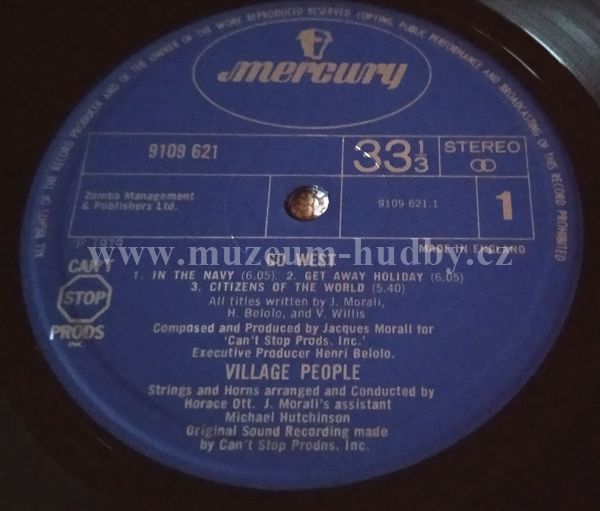 ALL RIGHTS OF THE RECORD PRODUCER AND OF THE OWNER OF THE WORK REPRODUCED RESERVED COPYING, PUBLIC PERFORMANCE AND BROADCASTING OF THIS RECORD PROHIBITED
mercury
9109 621
33 1/3
STEREO
Zomba Management
& Publishers Ltd.
9109 621.1
1
℗ 1979
MADE IN ENGLAND
www.muzeum-hudby.cz
GO WEST
CAN'T
STOP
PRODS
INC.
1. IN THE NAVY (6.05), 2. GET AWAY HOLIDAY (6.05)
3. CITIZENS OF THE WORLD (5.40)
All titles written by J. Morali,
H. Belolo, and V. Willis
Composed and Produced by Jacques Morali for
'Can't Stop Prods. Inc.'
Executive Producer Henri Belolo.
VILLAGE PEOPLE
Strings and Horns arranged and Conducted by
Horace Ott. J. Morali's assistant
Michael Hutchinson
Original Sound Recording made
by Can't Stop Prodns. Inc.